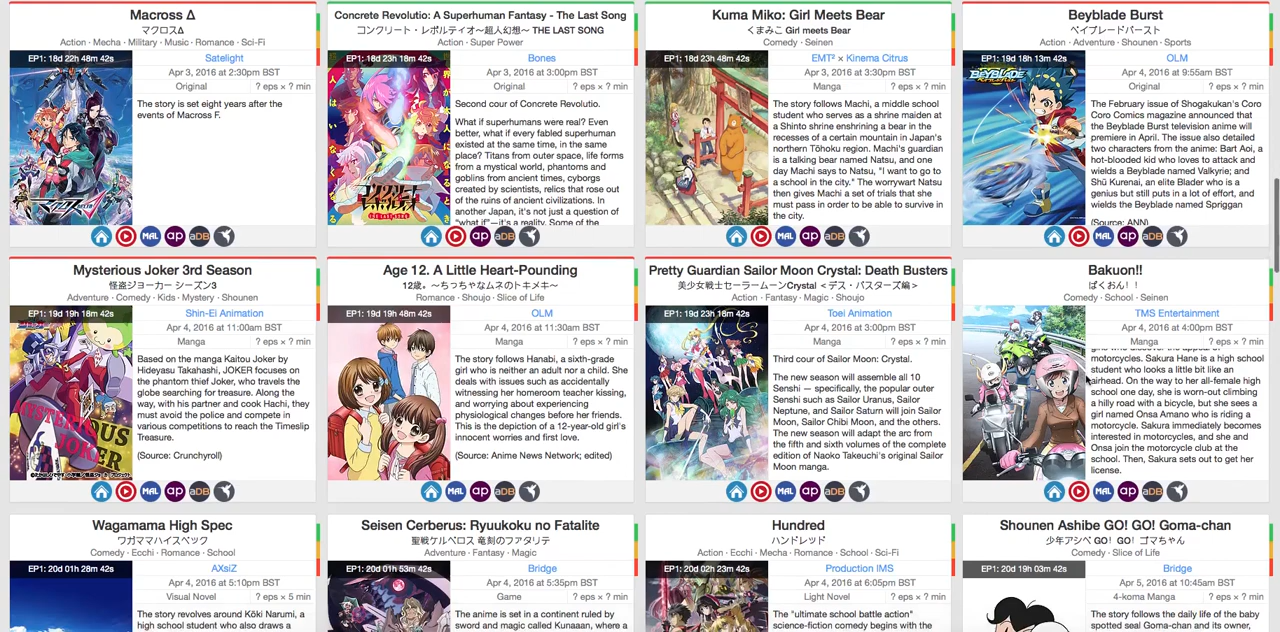 Macross Δ
マクロスΔ
Action · Mecha · Military · Music · Romance · Sci-Fi
EP1: 18d 22h 48m 42s
Satelight
Apr 3, 2016 at 2:30pm BST
Original
? eps × ? min
The story is set eight years after the
events of Macross F.
MAL
ap
aDB
Concrete Revolutio: A Superhuman Fantasy - The Last Song
コンクリート・レボルティオ～超人幻想～ THE LAST SONG
Action · Super Power
EP1: 18d 23h 18m 42s
Bones
Apr 3, 2016 at 3:00pm BST
Original
? eps × ? min
Second cour of Concrete Revolutio.
What if superhumans were real? Even
better, what if every fabled superhuman
existed at the same time, in the same
place? Titans from outer space, life forms
from a mystical world, phantoms and
goblins from ancient times, cyborgs
created by scientists, relics that rose out
of the ruins of ancient civilizations. In
another Japan, it's not just a question of
"what if"—it's a reality. Some of the
MAL
ap
aDB
Kuma Miko: Girl Meets Bear
くまみこ Girl meets Bear
Comedy · Seinen
EP1: 18d 23h 48m 42s
EMT² × Kinema Citrus
Apr 3, 2016 at 3:30pm BST
Manga
? eps × ? min
The story follows Machi, a middle school
student who serves as a shrine maiden at
a Shinto shrine enshrining a bear in the
recesses of a certain mountain in Japan's
northern Tōhoku region. Machi's guardian
is a talking bear named Natsu, and one
day Machi says to Natsu, "I want to go to
a school in the city." The worrywart Natsu
then gives Machi a set of trials that she
must pass in order to be able to survive in
the city.
MAL
ap
aDB
Beyblade Burst
ベイブレードバースト
Action · Adventure · Shounen · Sports
EP1: 19d 18h 13m 42s
BEYBLADE
OLM
Apr 4, 2016 at 9:55am BST
Original
? eps × ? min
The February issue of Shogakukan's Coro
Coro Comics magazine announced that
the Beyblade Burst television anime will
premiere in April. The issue also detailed
two characters from the anime: Bart Aoi, a
hot-blooded kid who loves to attack and
wields a Beyblade named Valkyrie; and
Shū Kurenai, an elite Blader who is a
genius but still puts in a lot of effort, and
wields the Beyblade named Spriggan
(Source: ANN)
MAL
ap
aDB
Mysterious Joker 3rd Season
怪盗ジョーカー シーズン3
Adventure · Comedy · Kids · Mystery · Shounen
EP1: 19d 19h 18m 42s
MYSTERIOUS
JOKER
Shin-Ei Animation
Apr 4, 2016 at 11:00am BST
Manga
? eps × ? min
Based on the manga Kaitou Joker by
Hideyasu Takahashi, JOKER focuses on
the phantom thief Joker, who travels the
globe searching for treasure. Along the
way, with his partner and cook Hachi, they
must avoid the police and compete in
various competitions to reach the Timeslip
Treasure.
(Source: Crunchyroll)
MAL
ap
aDB
Age 12. A Little Heart-Pounding
12歳。～ちっちゃなムネのトキメキ～
Romance · Shoujo · Slice of Life
EP1: 19d 19h 48m 42s
OLM
Apr 4, 2016 at 11:30am BST
Manga
? eps × ? min
The story follows Hanabi, a sixth-grade
girl who is neither an adult nor a child. She
deals with issues such as accidentally
witnessing her homeroom teacher kissing,
and worrying about experiencing
physiological changes before her friends.
This is the depiction of a 12-year-old girl's
innocent worries and first love.
(Source: Anime News Network; edited)
MAL
ap
aDB
Pretty Guardian Sailor Moon Crystal: Death Busters
美少女戦士セーラームーンCrystal ＜デス・バスターズ編＞
Action · Fantasy · Magic · Shoujo
EP1: 19d 23h 18m 42s
Toei Animation
Apr 4, 2016 at 3:00pm BST
Manga
? eps × ? min
Third cour of Sailor Moon: Crystal.
The new season will assemble all 10
Senshi — specifically, the popular outer
Senshi such as Sailor Uranus, Sailor
Neptune, and Sailor Saturn will join Sailor
Moon, Sailor Chibi Moon, and the others.
The new season will adapt the arc from
the fifth and sixth volumes of the complete
edition of Naoko Takeuchi's original Sailor
Moon manga.
MAL
ap
aDB
Bakuon!!
ばくおん！！
Comedy · School · Seinen
TMS Entertainment
Apr 4, 2016 at 4:00pm BST
Manga
? eps × ? min
motorcycles. Sakura Hane is a high school
student who looks a little bit like an
airhead. On the way to her all-female high
school one day, she is worn-out climbing
a hilly road with a bicycle, but she sees a
girl named Onsa Amano who is riding a
motorcycle. Sakura immediately becomes
interested in motorcycles, and she and
Onsa join the motorcycle club at the
school. Then, Sakura sets out to get her
license.
MAL
ap
aDB
Wagamama High Spec
ワガママハイスペック
Comedy · Ecchi · Romance · School
EP1: 20d 01h 28m 42s
AXsiZ
Apr 4, 2016 at 5:10pm BST
Visual Novel
? eps × 5 min
The story revolves around Kōki Narumi, a
high school student who also draws a
Seisen Cerberus: Ryuukoku no Fatalite
聖戦ケルベロス 竜刻のファタリテ
Adventure · Fantasy · Magic
EP1: 20d 01h 53m 42s
Bridge
Apr 4, 2016 at 5:35pm BST
Game
? eps × ? min
The anime is set in a continent ruled by
sword and magic called Kunaaan, where a
Hundred
ハンドレッド
Action · Ecchi · Mecha · Romance · School · Sci-Fi
EP1: 20d 02h 23m 42s
Production IMS
Apr 4, 2016 at 6:05pm BST
Light Novel
? eps × ? min
The "ultimate school battle action"
science-fiction comedy begins with the
Shounen Ashibe GO! GO! Goma-chan
少年アシベ GO！GO！ゴマちゃん
Comedy · Slice of Life
EP1: 20d 19h 03m 42s
Bridge
Apr 5, 2016 at 10:45am BST
4-koma Manga
? eps × ? min
The story follows the daily life of the baby
spotted seal Goma-chan and its owner,